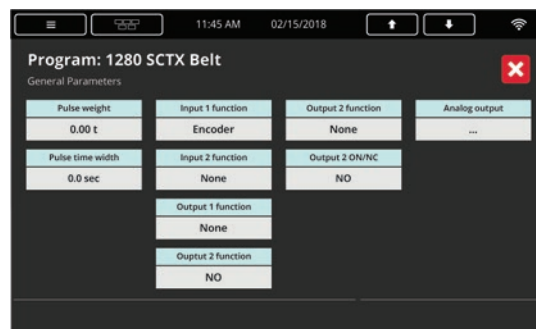 11:45 AM 02/15/2018
Program: 1280 SCTX Belt
General Parameters
Pulse weight Input 1 function Output 2 function Analog output
0.00 t Encoder None ...
Pulse time width Input 2 function Output 2 ON/NC
0.0 sec None NO
Output 1 function
None
Ouptut 2 function
NO